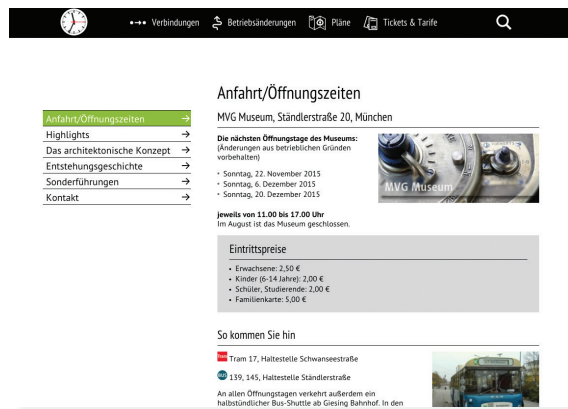 Verbindungen Betriebsänderungen Pläne Tickets & Tarife
Anfahrt/Öffnungszeiten
Highlights
Das architektonische Konzept
Entstehungsgeschichte
Sonderführungen
Kontakt
Anfahrt/Öffnungszeiten
MVG Museum, Ständlerstraße 20, München
Die nächsten Öffnungstage des Museums:
(Änderungen aus betrieblichen Gründen
vorbehalten)
• Sonntag, 22. November 2015
• Sonntag, 6. Dezember 2015
• Sonntag, 20. Dezember 2015
MVG Museum
jeweils von 11.00 bis 17.00 Uhr
Im August ist das Museum geschlossen.
Eintrittspreise
• Erwachsene: 2,50 €
• Kinder (6-14 Jahre): 2,00 €
• Schüler, Studierende: 2,00 €
• Familienkarte: 5,00 €
So kommen Sie hin
Tram Tram 17, Haltestelle Schwanseestraße
BUS 139, 145, Haltestelle Ständlerstraße
An allen Öffnungstagen verkehrt außerdem ein
halbstündlicher Bus-Shuttle ab Giesing Bahnhof. In den